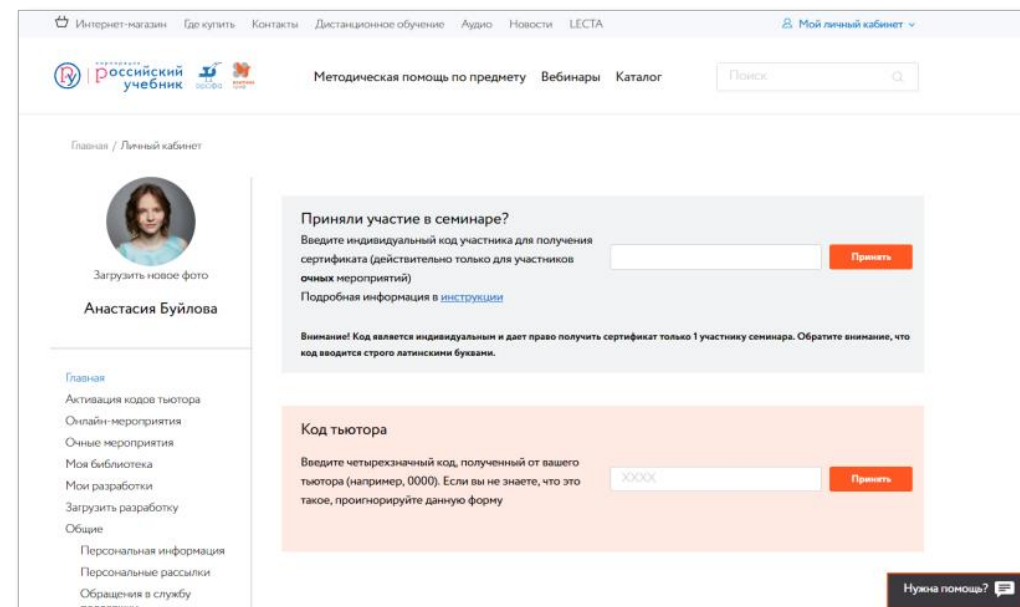 Интернет-магазин Где купить Контакты Дистанционное обучение Аудио Новости LECTA Мой личный кабинет
корпорация
российский
учебник
дрофа
Методическая помощь по предмету Вебинары Каталог Поиск
Главная / Личный кабинет
Загрузить новое фото
Анастасия Буйлова
Главная
Активация кодов тьютора
Онлайн-мероприятия
Очные мероприятия
Моя библиотека
Мои разработки
Загрузить разработку
Общие
Персональная информация
Персональные рассылки
Обращения в службу
Приняли участие в семинаре?
Введите индивидуальный код участника для получения
сертификата (действительно только для участников
очных мероприятий)
Подробная информация в инструкции
Принять
Внимание! Код является индивидуальным и дает право получить сертификат только 1 участнику семинара. Обратите внимание, что
код вводится строго латинскими буквами.
Код тьютора
Введите четырехзначный код, полученный от вашего
тьютора (например, 0000). Если вы не знаете, что это
такое, проигнорируйте данную форму
XXXX
Принять
Нужна помощь?